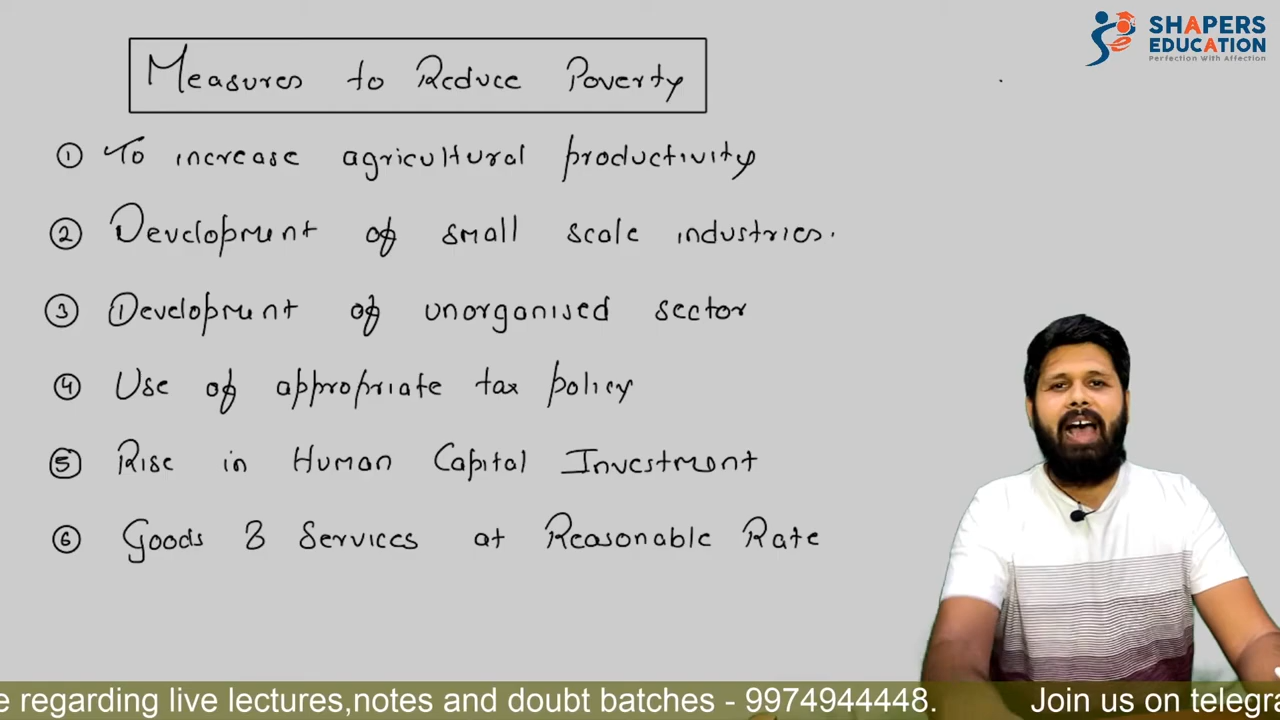 SHAPERS
EDUCATION
Perfection With Affection
Measures to Reduce Poverty
① To increase agricultural productivity
② Development of small scale industries.
③ Development of unorganised sector
④ Use of appropriate tax policy
⑤ Rise in Human Capital Investment
⑥ Goods & Services at Reasonable Rate
e regarding live lectures,notes and doubt batches - 9974944448. Join us on telegra